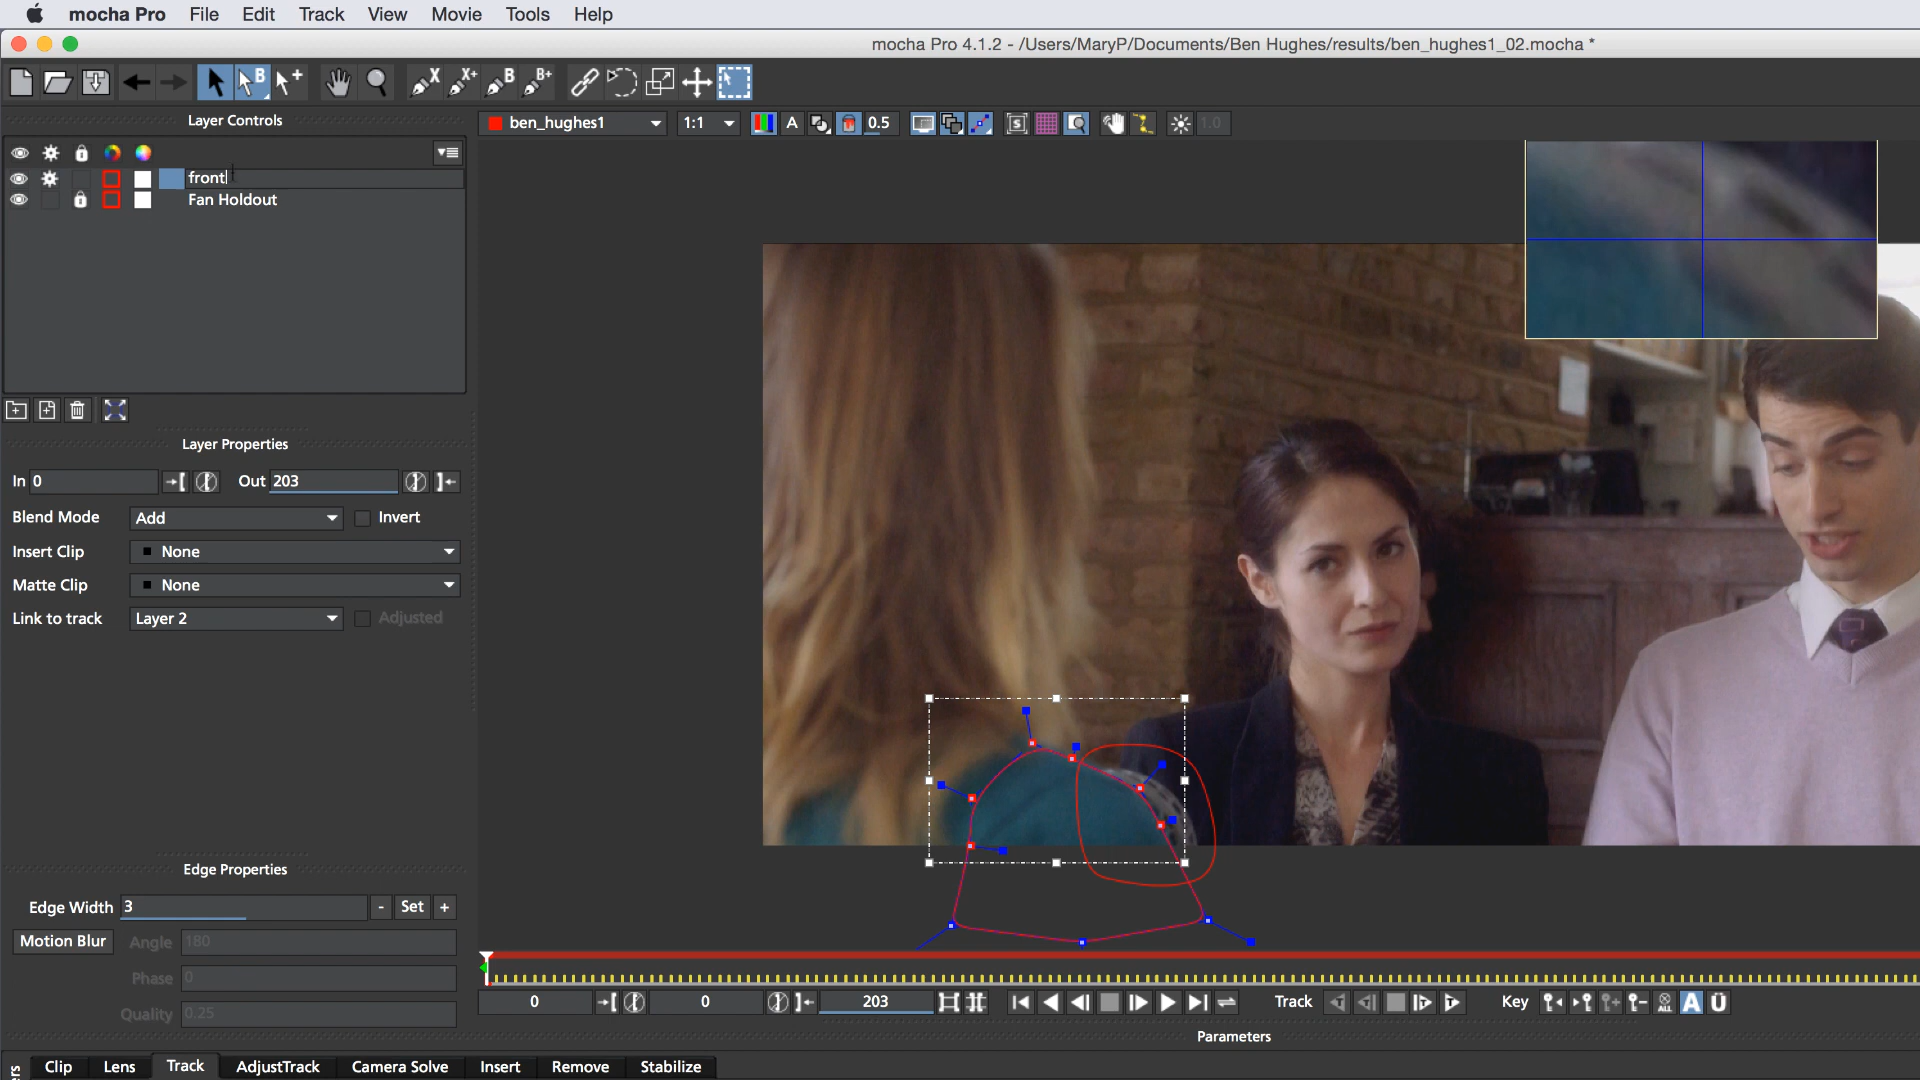 mocha Pro File Edit Track View Movie Tools Help
mocha Pro 4.1.2 - /Users/MaryP/Documents/Ben Hughes/results/ben_hughes1_02.mocha *
B + X X+ B B+
Layer Controls
ben_hughes1 1:1 A 0.5 1.0
front
Fan Holdout
Layer Properties
In 0 Out 203
Blend Mode Add Invert
Insert Clip None
Matte Clip None
Link to track Layer 2 Adjusted
Edge Properties
Edge Width 3 - Set +
Motion Blur Angle 180
Phase 0
Quality 0.25
0 0 203 Track Key ALL A Ü
Parameters
Clip Lens Track AdjustTrack Camera Solve Insert Remove Stabilize